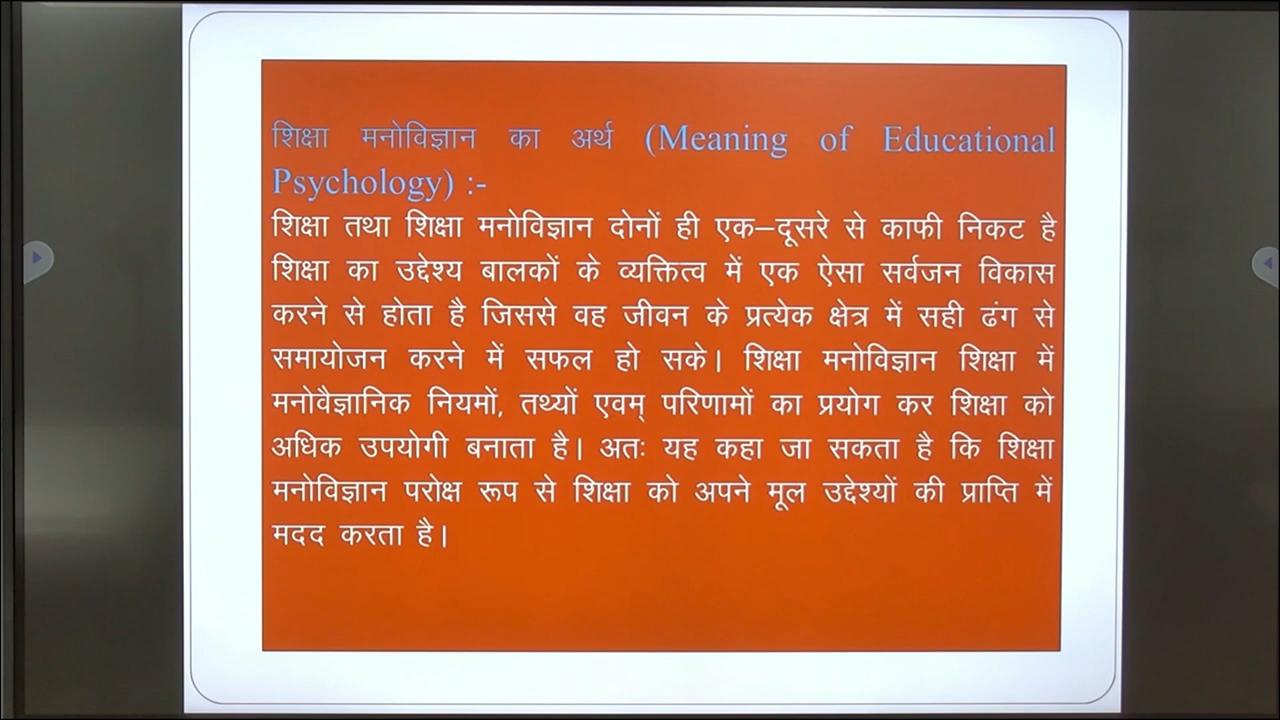 शिक्षा मनोविज्ञान का अर्थ (Meaning of Educational
Psychology) :-
शिक्षा तथा शिक्षा मनोविज्ञान दोनों ही एक–दूसरे से काफी निकट है
शिक्षा का उद्देश्य बालकों के व्यक्तित्व में एक ऐसा सर्वजन विकास
करने से होता है जिससे वह जीवन के प्रत्येक क्षेत्र में सही ढंग से
समायोजन करने में सफल हो सके। शिक्षा मनोविज्ञान शिक्षा में
मनोवैज्ञानिक नियमों, तथ्यों एवम् परिणामों का प्रयोग कर शिक्षा को
अधिक उपयोगी बनाता है। अतः यह कहा जा सकता है कि शिक्षा
मनोविज्ञान परोक्ष रूप से शिक्षा को अपने मूल उद्देश्यों की प्राप्ति में
मदद करता है।